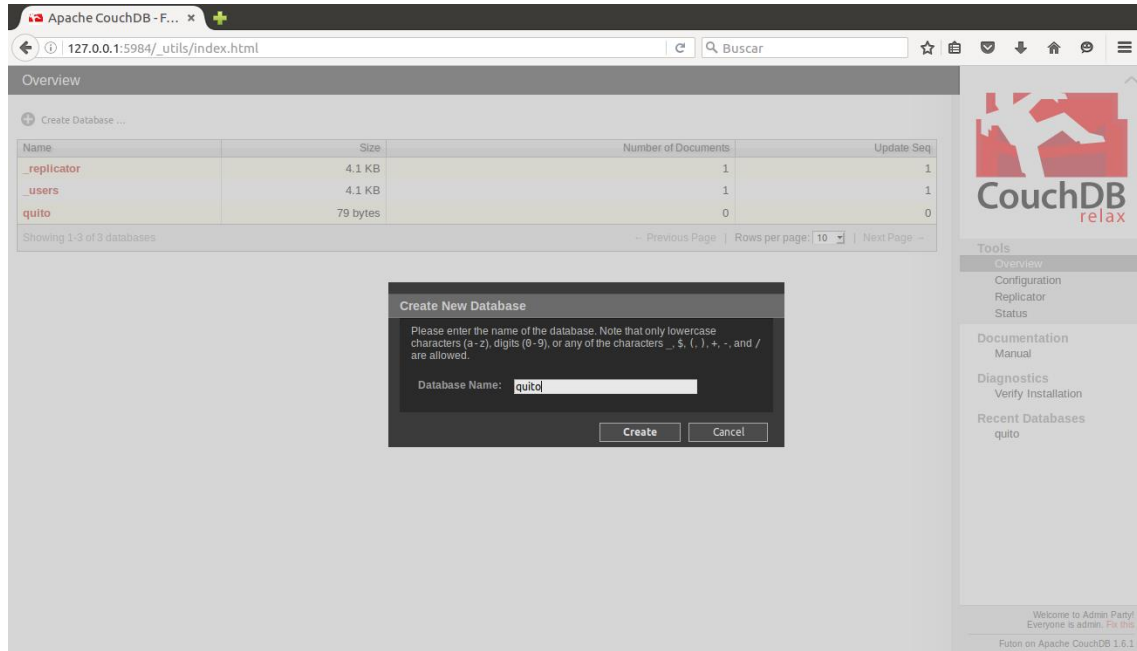 Apache CouchDB - F... ×
127.0.0.1:5984/_utils/index.html
Buscar
Overview
Create Database ...
Name Size Number of Documents Update Seq
_replicator 4.1 KB 1 1
_users 4.1 KB 1 1
quito 79 bytes 0 0
Showing 1-3 of 3 databases ← Previous Page | Rows per page: 10 | Next Page →
Create New Database
Please enter the name of the database. Note that only lowercase
characters (a-z), digits (0-9), or any of the characters _, $, (, ), +, -, and /
are allowed.
Database Name: quito
Create Cancel
CouchDB
relax
Tools
Overview
Configuration
Replicator
Status
Documentation
Manual
Diagnostics
Verify Installation
Recent Databases
quito
Welcome to Admin Party!
Everyone is admin. Fix this
Futon on Apache CouchDB 1.6.1